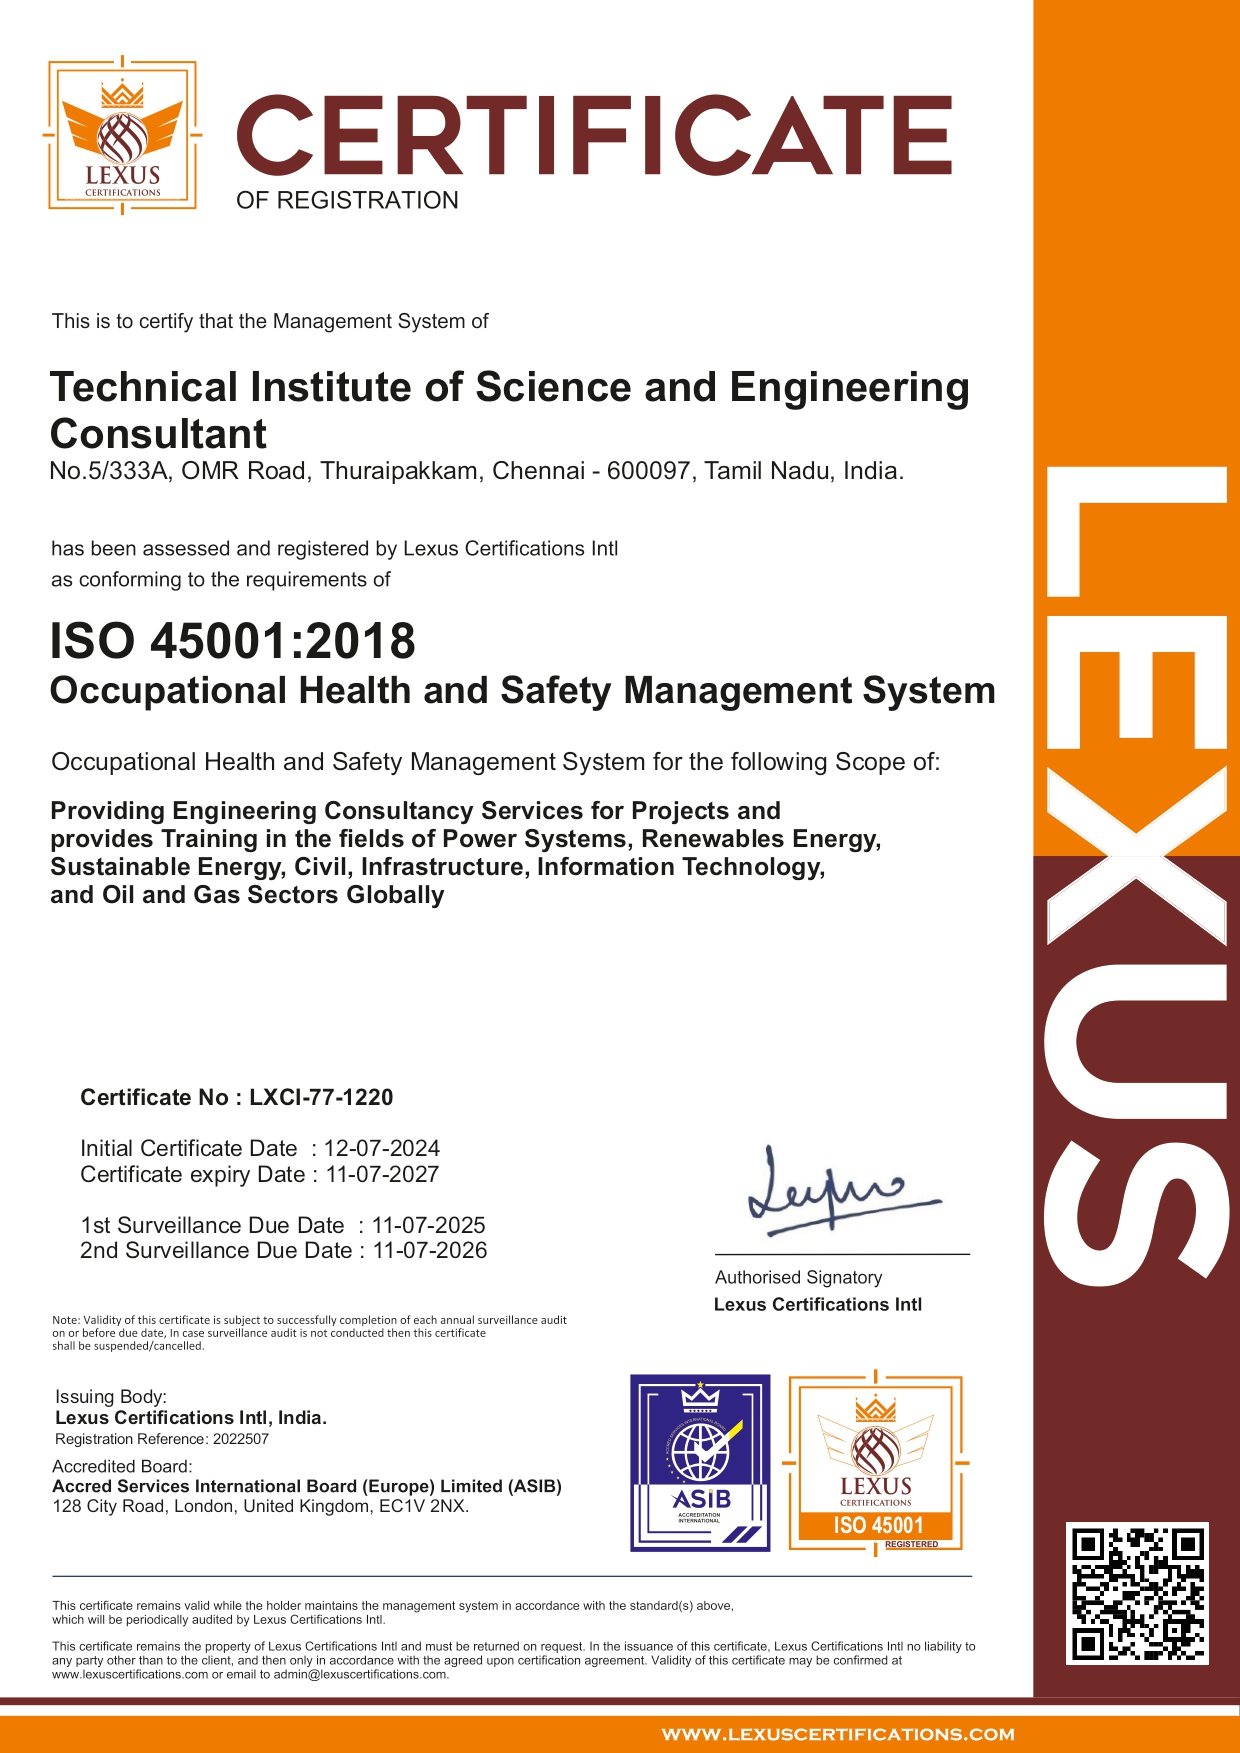 LEXUS
CERTIFICATIONS
CERTIFICATE
OF REGISTRATION
This is to certify that the Management System of
Technical Institute of Science and Engineering
Consultant
No.5/333A, OMR Road, Thuraipakkam, Chennai - 600097, Tamil Nadu, India.
has been assessed and registered by Lexus Certifications Intl
as conforming to the requirements of
ISO 45001:2018
Occupational Health and Safety Management System
Occupational Health and Safety Management System for the following Scope of:
Providing Engineering Consultancy Services for Projects and
provides Training in the fields of Power Systems, Renewables Energy,
Sustainable Energy, Civil, Infrastructure, Information Technology,
and Oil and Gas Sectors Globally
LEXUS
Certificate No : LXCI-77-1220
Initial Certificate Date : 12-07-2024
Certificate expiry Date : 11-07-2027
1st Surveillance Due Date : 11-07-2025
2nd Surveillance Due Date : 11-07-2026
Authorised Signatory
Lexus Certifications Intl
Note: Validity of this certificate is subject to successfully completion of each annual surveillance audit
on or before due date, In case surveillance audit is not conducted then this certificate
shall be suspended/cancelled.
Issuing Body:
Lexus Certifications Intl, India.
Registration Reference: 2022507
Accredited Board:
Accred Services International Board (Europe) Limited (ASIB)
128 City Road, London, United Kingdom, EC1V 2NX.
ASiB
ACCREDITATION
INTERNATIONAL
LEXUS
CERTIFICATIONS
ISO 45001
REGISTERED
This certificate remains valid while the holder maintains the management system in accordance with the standard(s) above,
which will be periodically audited by Lexus Certifications Intl.
This certificate remains the property of Lexus Certifications Intl and must be returned on request. In the issuance of this certificate, Lexus Certifications Intl no liability to
any party other than to the client, and then only in accordance with the agreed upon certification agreement. Validity of this certificate may be confirmed at
www.lexuscertifications.com or email to admin@lexuscertifications.com.
WWW.LEXUSCERTIFICATIONS.COM